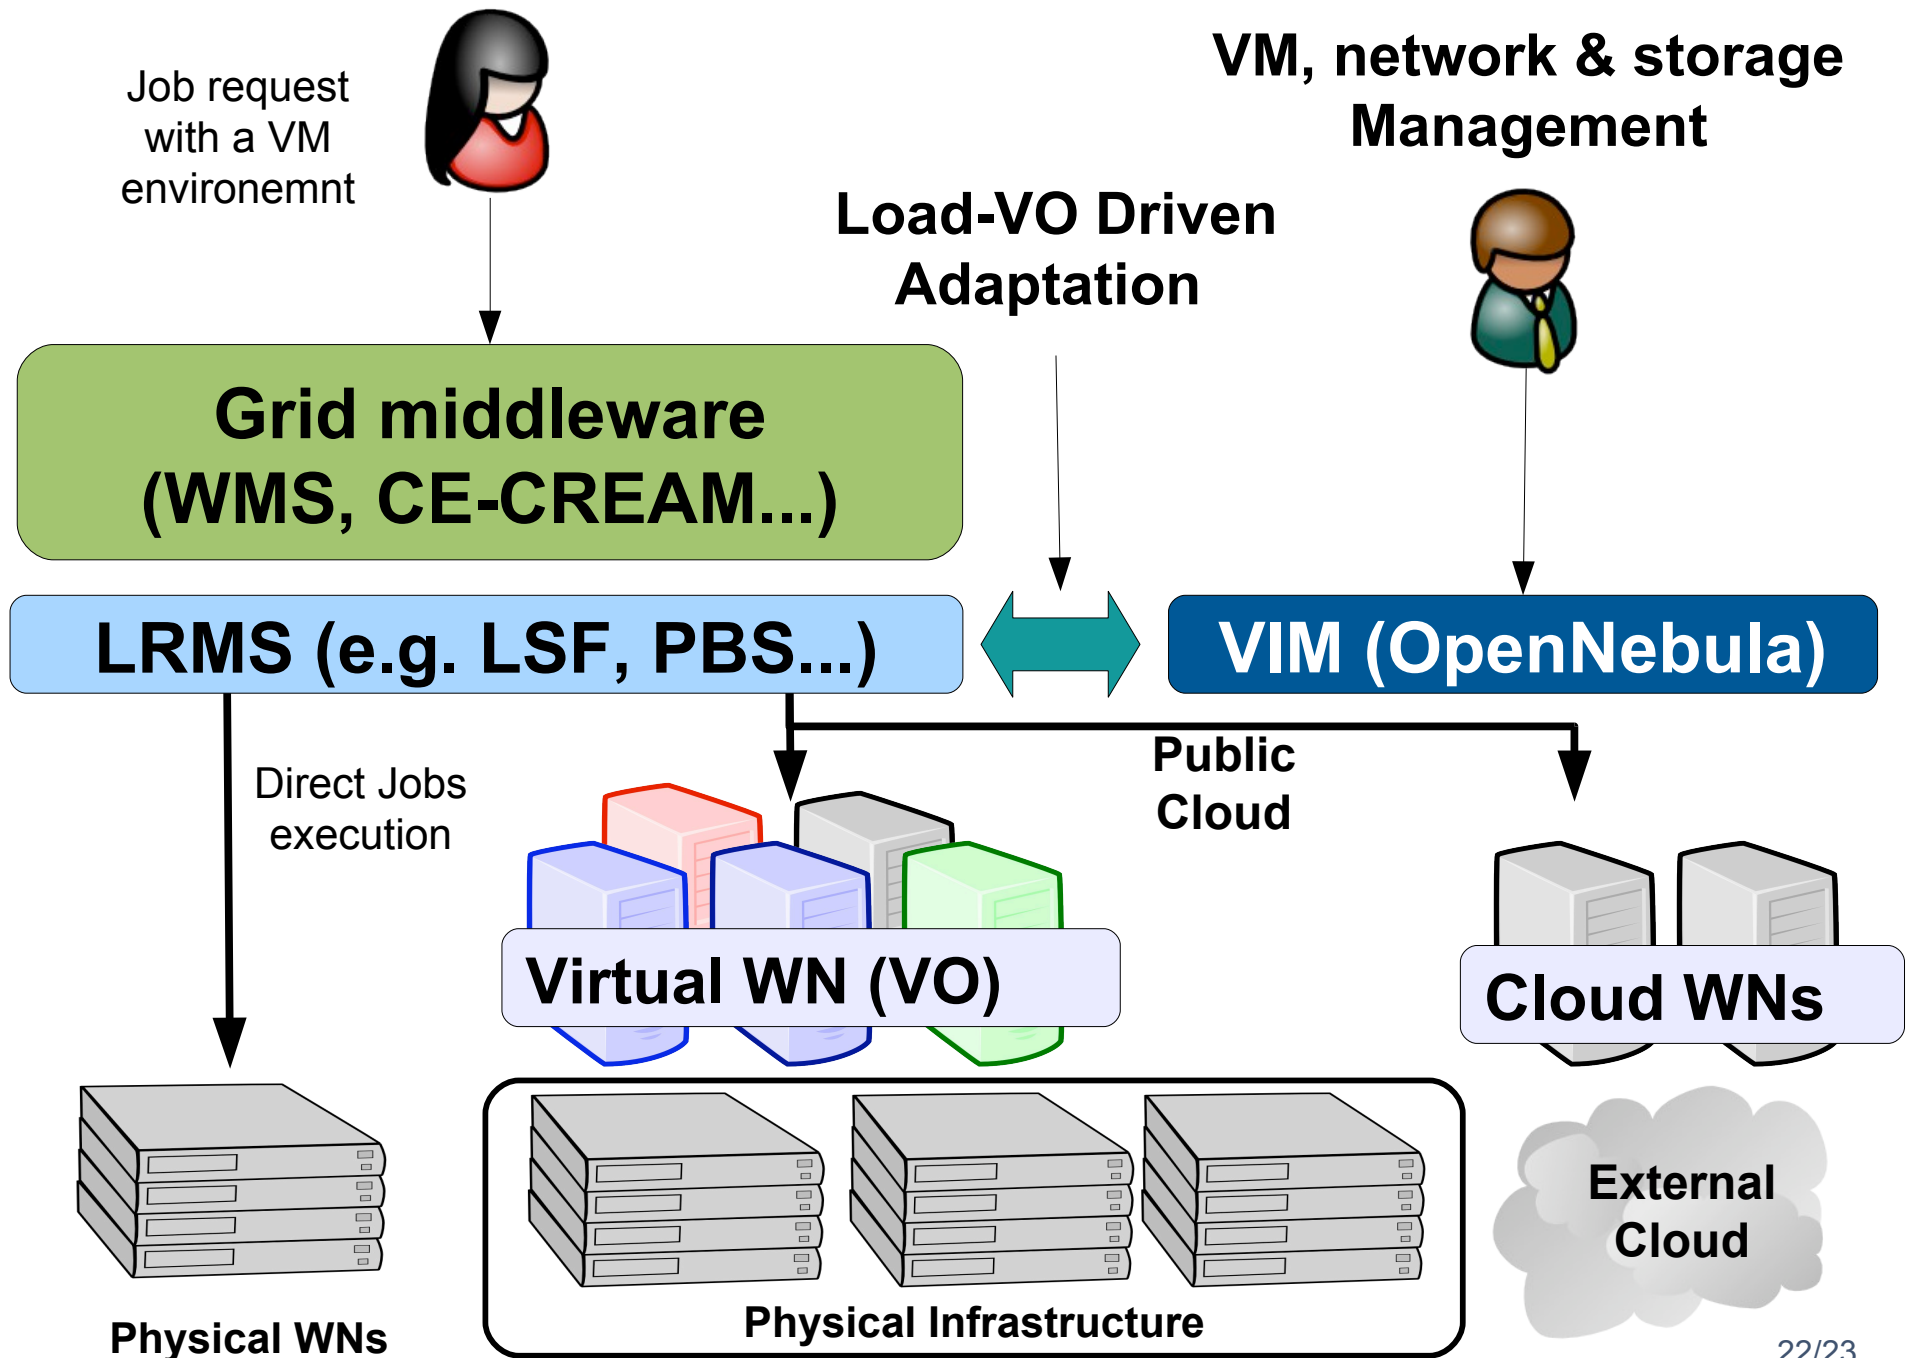 Job request
with a VM
environemnt
VM, network & storage
Management
Load-VO Driven
Adaptation
Grid middleware
(WMS, CE-CREAM...)
LRMS (e.g. LSF, PBS...)
VIM (OpenNebula)
Direct Jobs
execution
Public
Cloud
Virtual WN (VO)
Cloud WNs
External
Cloud
Physical Infrastructure
Physical WNs
22/23